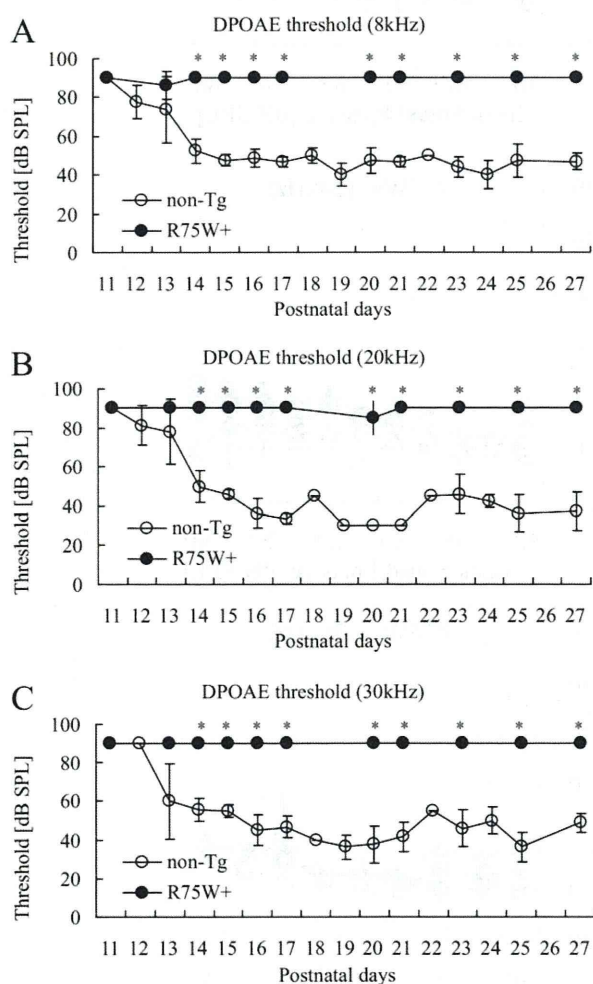 A
DPOAE threshold (8kHz)
* * * * * * * * *
100
80
60
40
20
0
Threshold [dB SPL]
non-Tg
R75W+
11 12 13 14 15 16 17 18 19 20 21 22 23 24 25 26 27
Postnatal days
B
DPOAE threshold (20kHz)
* * * * * * * * *
100
80
60
40
20
0
Threshold [dB SPL]
non-Tg
R75W+
11 12 13 14 15 16 17 18 19 20 21 22 23 24 25 26 27
Postnatal days
C
DPOAE threshold (30kHz)
* * * * * * * * *
100
80
60
40
20
0
Threshold [dB SPL]
non-Tg
R75W+
11 12 13 14 15 16 17 18 19 20 21 22 23 24 25 26 27
Postnatal days